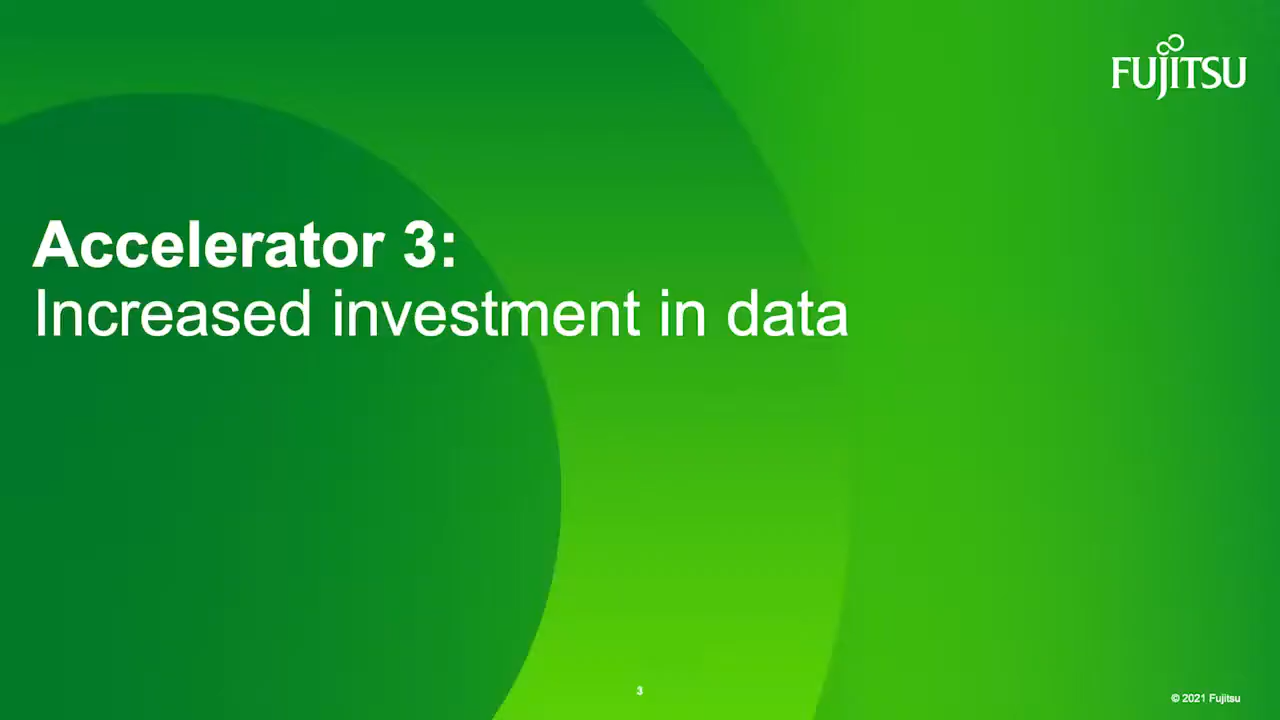 FUJITSU
Accelerator 3:
Increased investment in data
3
© 2021 Fujitsu